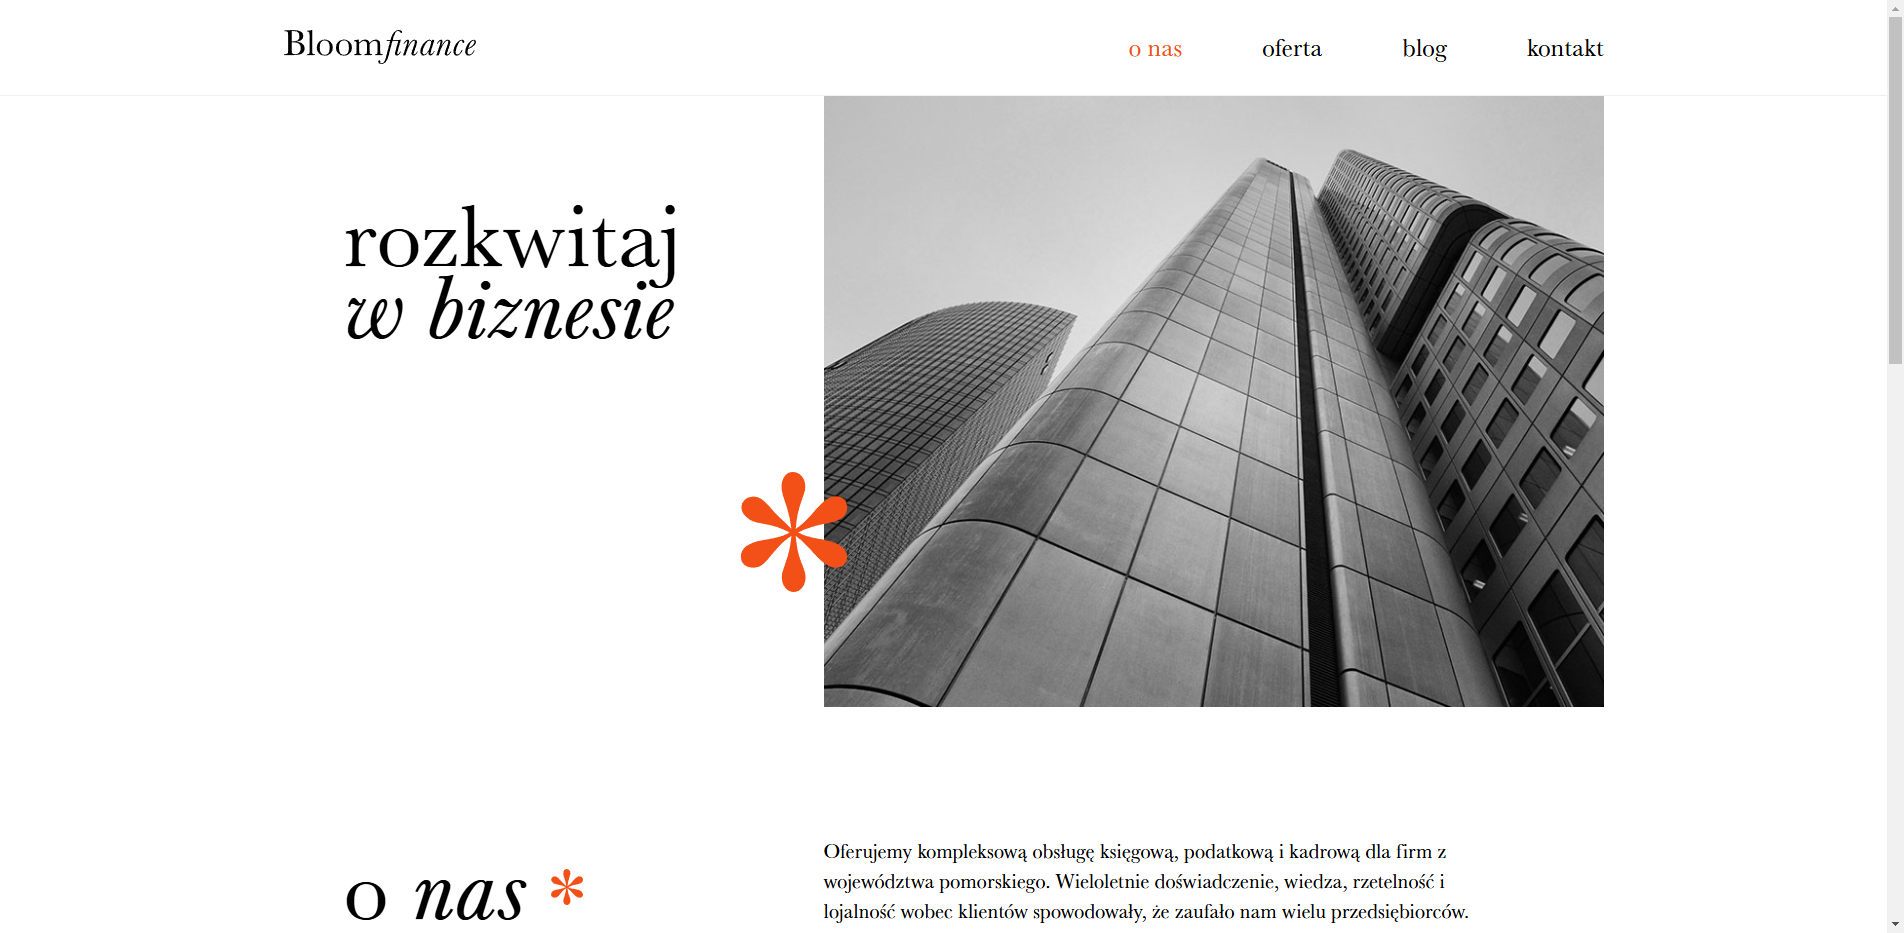 Bloomfinance
o nas oferta blog kontakt
rozkwitaj
w biznesie
o nas *
Oferujemy kompleksową obsługę księgową, podatkową i kadrową dla firm z
województwa pomorskiego. Wieloletnie doświadczenie, wiedza, rzetelność i
lojalność wobec klientów spowodowały, że zaufało nam wielu przedsiębiorców.